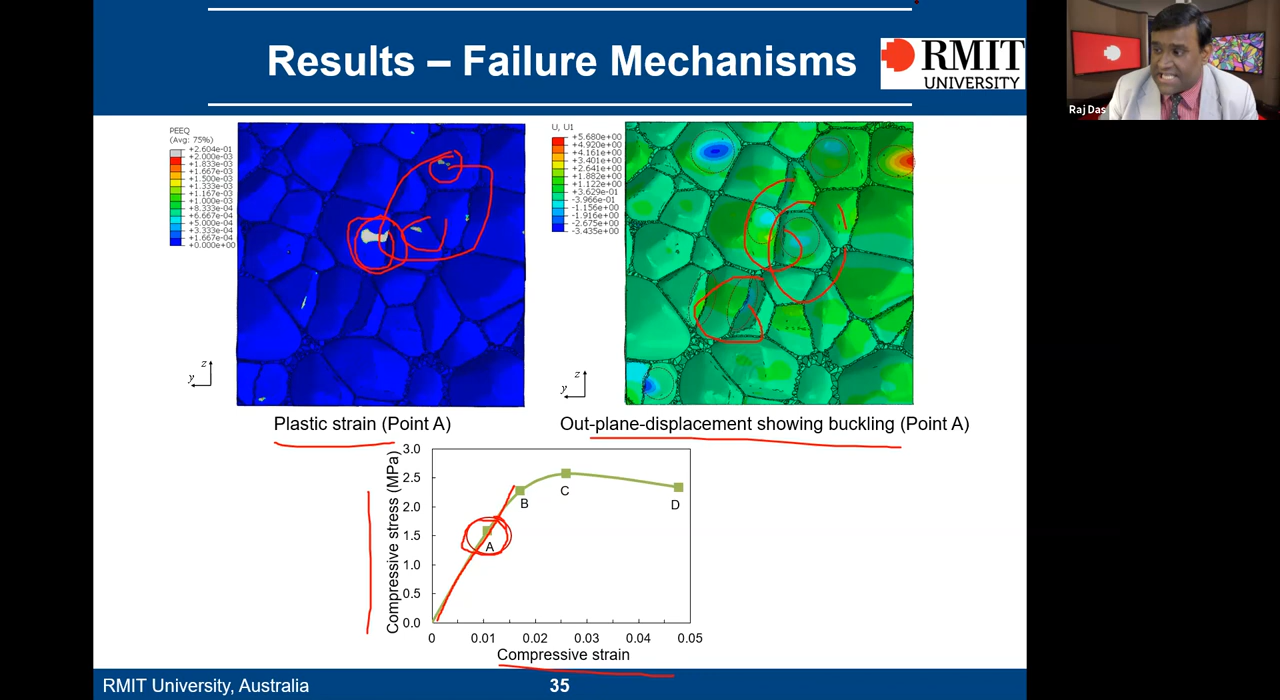 Results – Failure Mechanisms
RMIT
UNIVERSITY
Raj Das
PEEQ
(Avg: 75%)
+2.604e-01
+2.000e-03
+1.833e-03
+1.667e-03
+1.500e-03
+1.333e-03
+1.167e-03
+1.000e-03
+8.333e-04
+6.667e-04
+5.000e-04
+3.333e-04
+1.667e-04
+0.000e+00
z
y
U, U1
+5.680e+00
+4.920e+00
+4.161e+00
+3.401e+00
+2.641e+00
+1.882e+00
+1.122e+00
+3.629e-01
-3.966e-01
-1.156e+00
-1.916e+00
-2.675e+00
-3.435e+00
z
y
Plastic strain (Point A)
Out-plane-displacement showing buckling (Point A)
Compressive stress (MPa)
3.0
2.5
2.0
1.5
1.0
0.5
0.0
A
B
C
D
0 0.01 0.02 0.03 0.04 0.05
Compressive strain
RMIT University, Australia
35